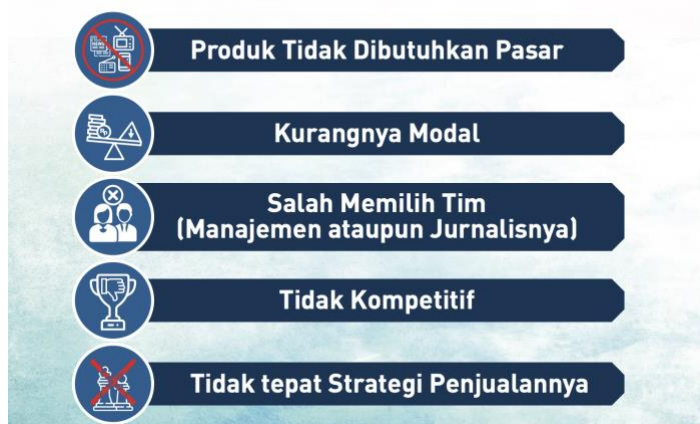 Produk Tidak Dibutuhkan Pasar
Kurangnya Modal
Salah Memilih Tim
(Manajemen ataupun Jurnalisnya)
Tidak Kompetitif
Tidak tepat Strategi Penjualannya